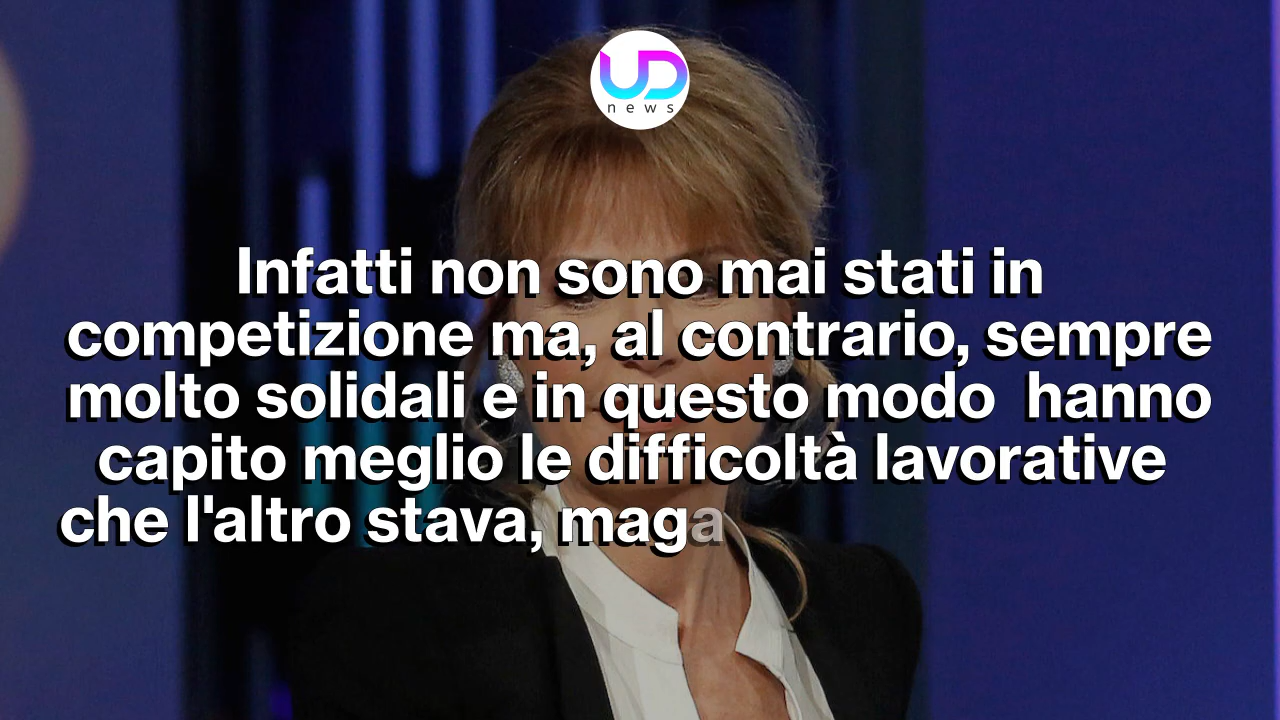 UD
news
Infatti non sono mai stati in
competizione ma, al contrario, sempre
molto solidali e in questo modo  hanno
capito meglio le difficoltà lavorative
che l'altro stava, maga